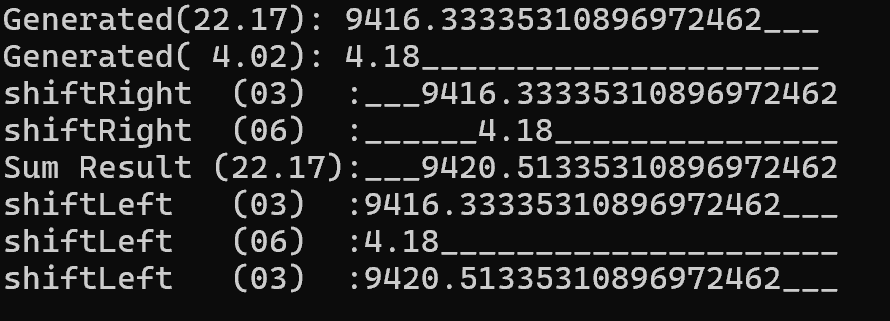 Generated(22.17): 9416.33335310896972462___
Generated( 4.02): 4.18_____________________
shiftRight  (03)  :___9416.33335310896972462
shiftRight  (06)  :______4.18_______________
Sum Result (22.17):___9420.51335310896972462
shiftLeft   (03)  :9416.33335310896972462___
shiftLeft   (06)  :4.18_____________________
shiftLeft   (03)  :9420.51335310896972462___